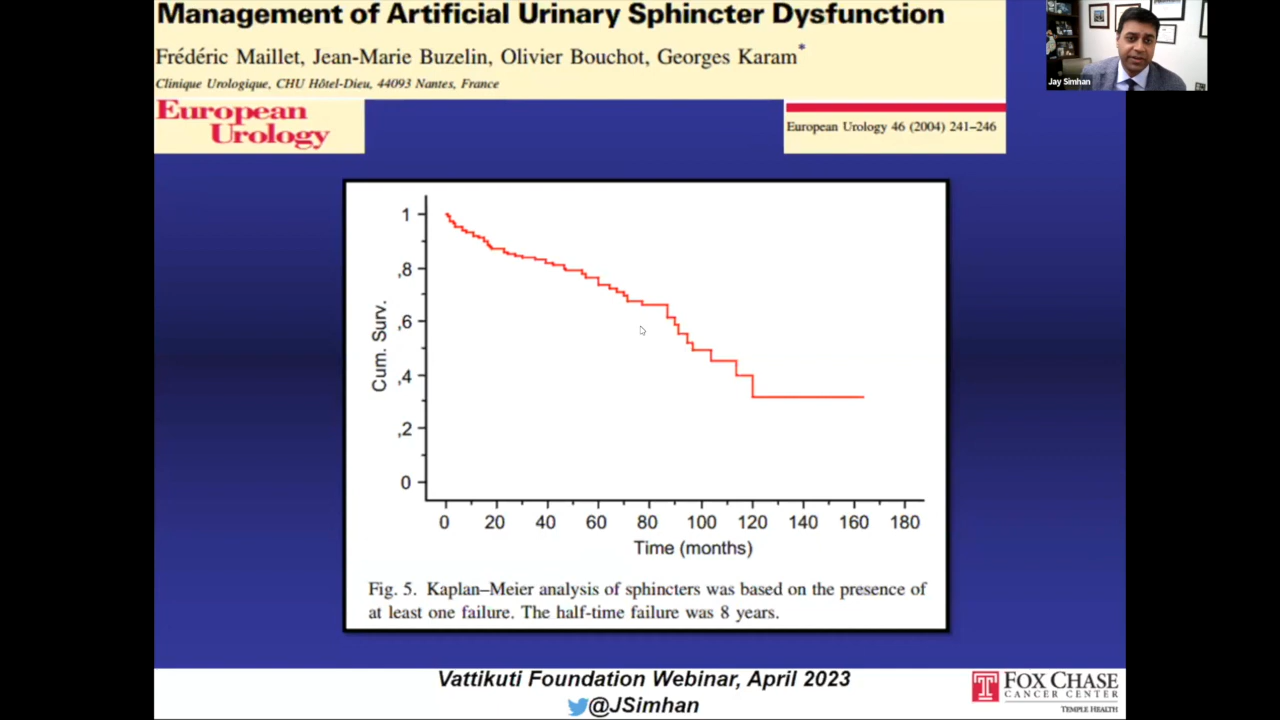 Management of Artificial Urinary Sphincter Dysfunction
Frédéric Maillet, Jean-Marie Buzelin, Olivier Bouchot, Georges Karam*
Clinique Urologique, CHU Hôtel-Dieu, 44093 Nantes, France
European
Urology
European Urology 46 (2004) 241–246
Jay Simhan
1
,8
,6
,4
,2
0
Cum. Surv.
0 20 40 60 80 100 120 140 160 180
Time (months)
Fig. 5. Kaplan–Meier analysis of sphincters was based on the presence of
at least one failure. The half-time failure was 8 years.
Vattikuti Foundation Webinar, April 2023
@JSimhan
T
FOX CHASE
CANCER CENTER
TEMPLE HEALTH